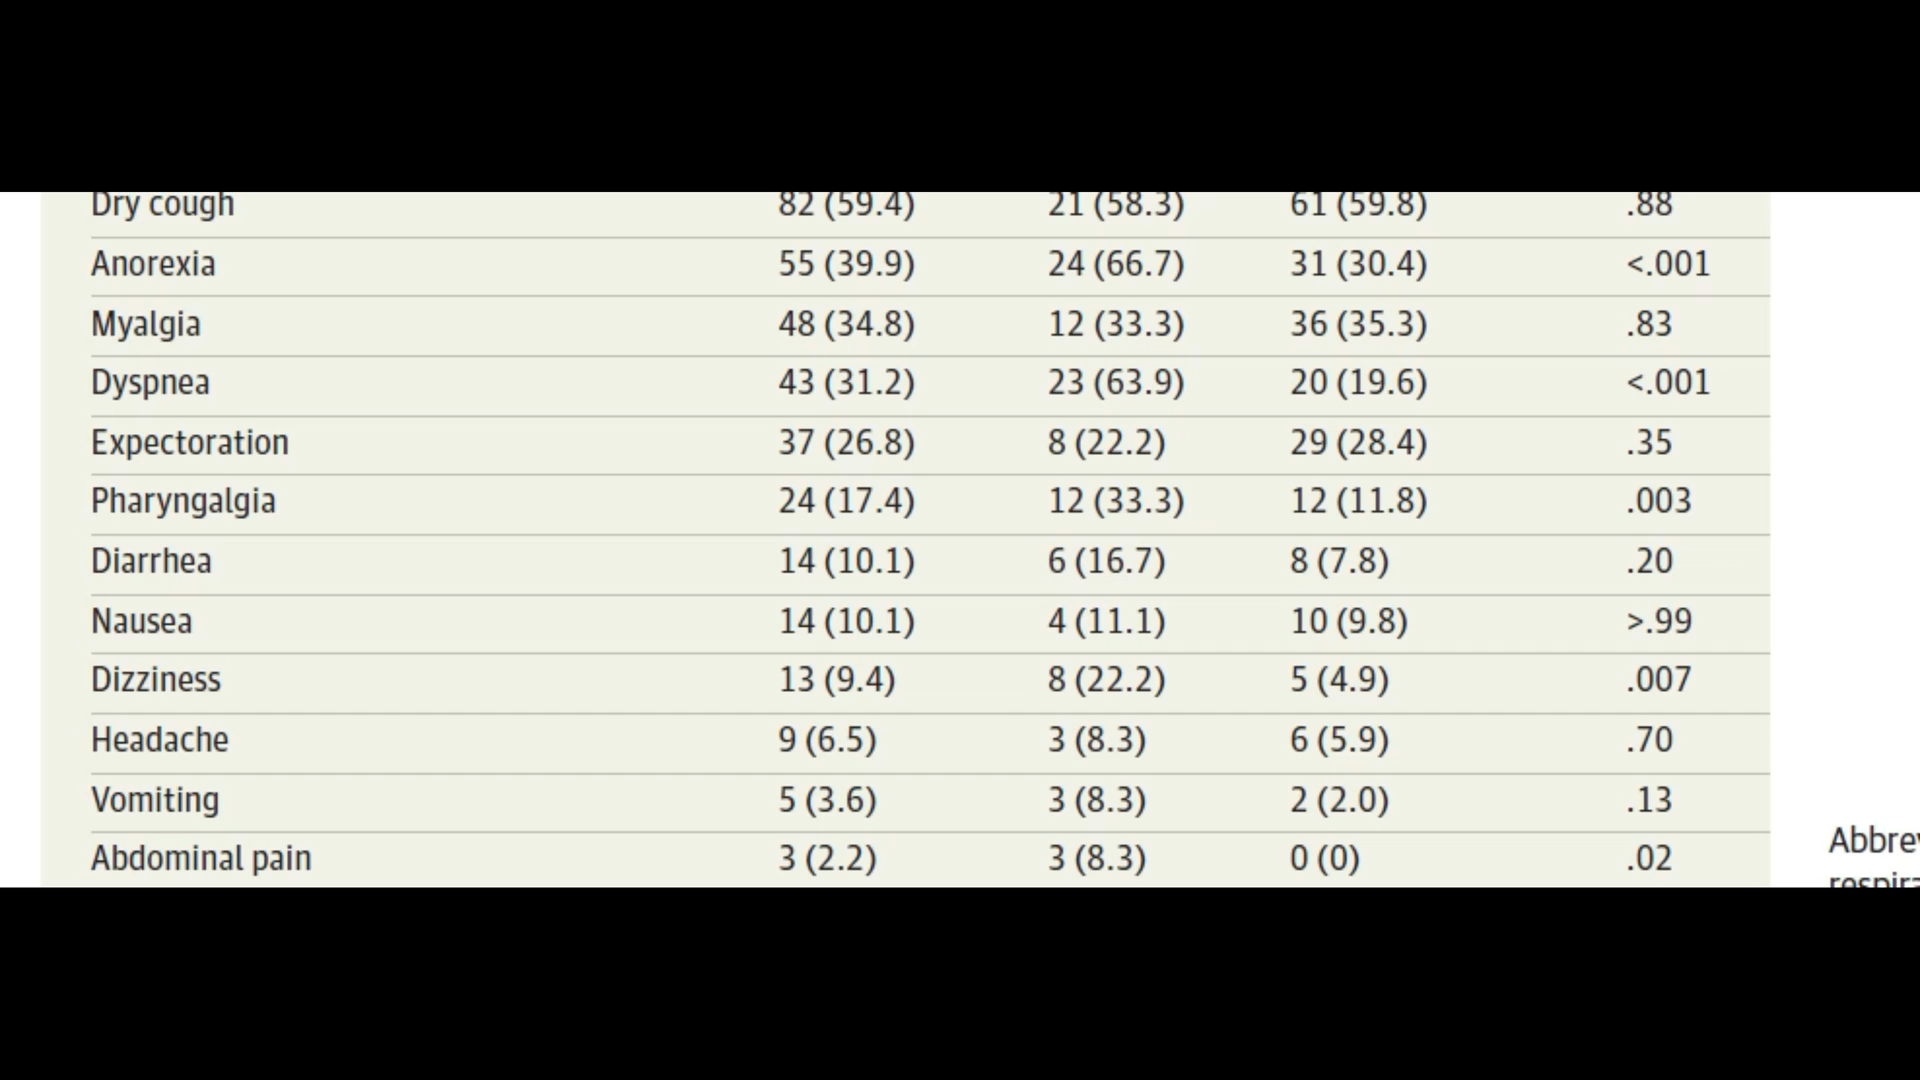 Dry cough 82 (59.4) 21 (58.3) 61 (59.8) .88
Anorexia 55 (39.9) 24 (66.7) 31 (30.4) <.001
Myalgia 48 (34.8) 12 (33.3) 36 (35.3) .83
Dyspnea 43 (31.2) 23 (63.9) 20 (19.6) <.001
Expectoration 37 (26.8) 8 (22.2) 29 (28.4) .35
Pharyngalgia 24 (17.4) 12 (33.3) 12 (11.8) .003
Diarrhea 14 (10.1) 6 (16.7) 8 (7.8) .20
Nausea 14 (10.1) 4 (11.1) 10 (9.8) >.99
Dizziness 13 (9.4) 8 (22.2) 5 (4.9) .007
Headache 9 (6.5) 3 (8.3) 6 (5.9) .70
Vomiting 5 (3.6) 3 (8.3) 2 (2.0) .13
Abdominal pain 3 (2.2) 3 (8.3) 0 (0) .02
Abbre